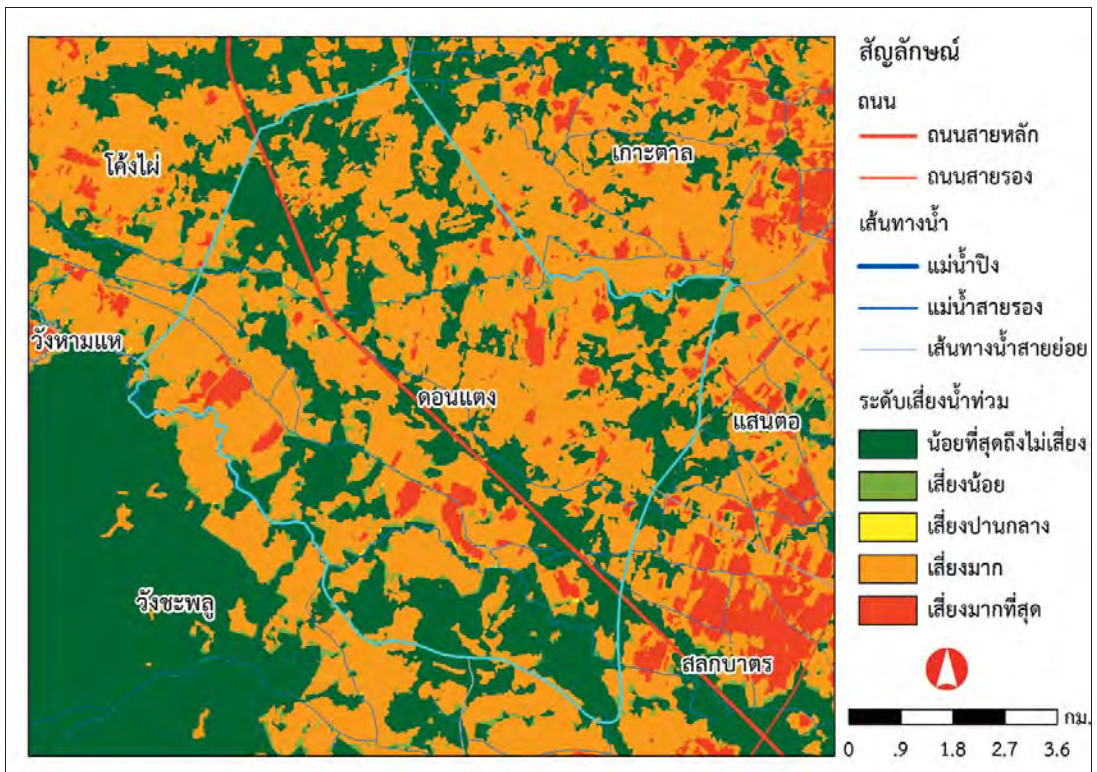 โค้งไผ่
เกาะตาล
วังหามแห
ดอนแตง
แสนตอ
วังชะพลู
สลกบาตร
สัญลักษณ์
ถนน
ถนนสายหลัก
ถนนสายรอง
เส้นทางน้ำ
แม่น้ำปิง
แม่น้ำสายรอง
เส้นทางน้ำสายย่อย
ระดับเสี่ยงน้ำท่วม
น้อยที่สุดถึงไม่เสี่ยง
เสี่ยงน้อย
เสี่ยงปานกลาง
เสี่ยงมาก
เสี่ยงมากที่สุด
กม.
0 .9 1.8 2.7 3.6